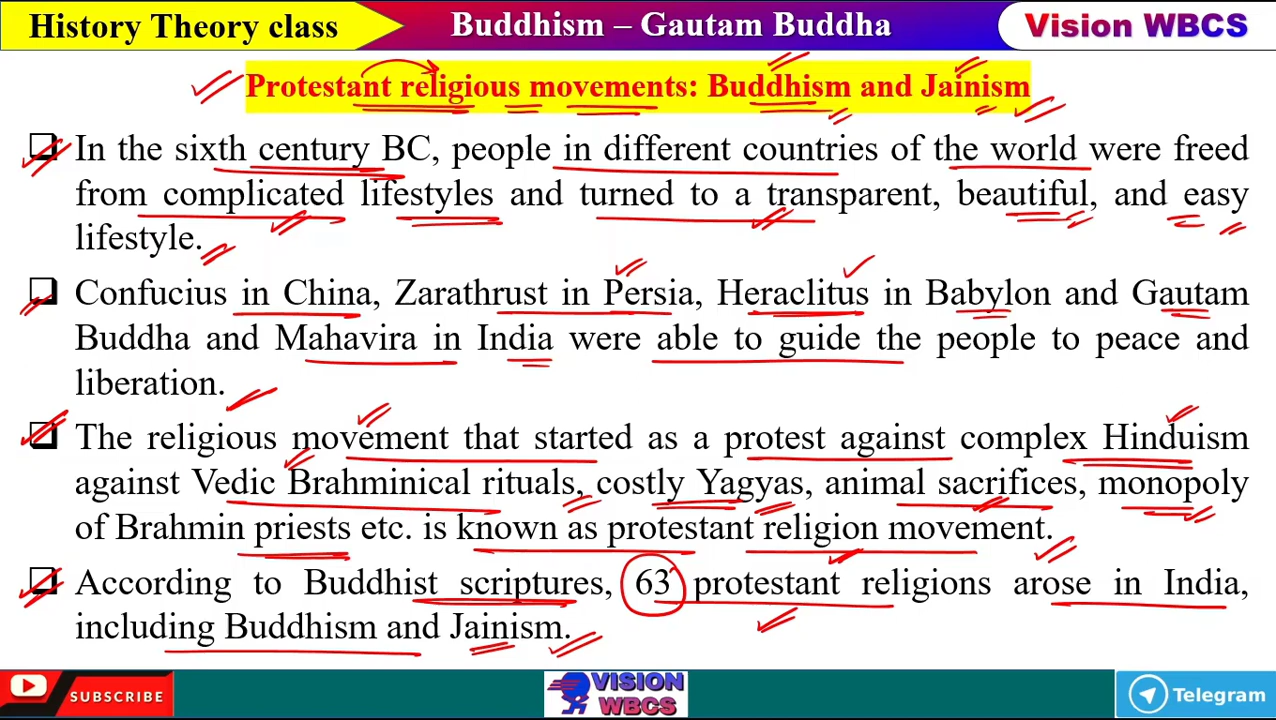 History Theory class
Buddhism – Gautam Buddha
Vision WBCS
Protestant religious movements: Buddhism and Jainism
In the sixth century BC, people in different countries of the world were freed
from complicated lifestyles and turned to a transparent, beautiful, and easy
lifestyle.
Confucius in China, Zarathrust in Persia, Heraclitus in Babylon and Gautam
Buddha and Mahavira in India were able to guide the people to peace and
liberation.
The religious movement that started as a protest against complex Hinduism
against Vedic Brahminical rituals, costly Yagyas, animal sacrifices, monopoly
of Brahmin priests etc. is known as protestant religion movement.
According to Buddhist scriptures, 63 protestant religions arose in India,
including Buddhism and Jainism.
SUBSCRIBE
VISION
WBCS
Telegram